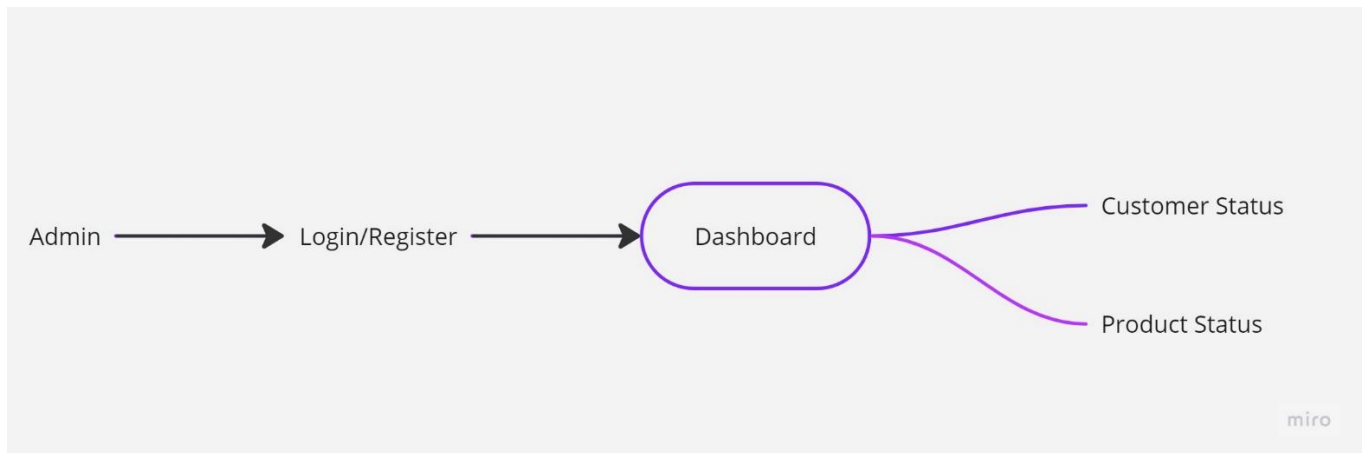 Admin
Login/Register
Dashboard
Customer Status
Product Status
miro